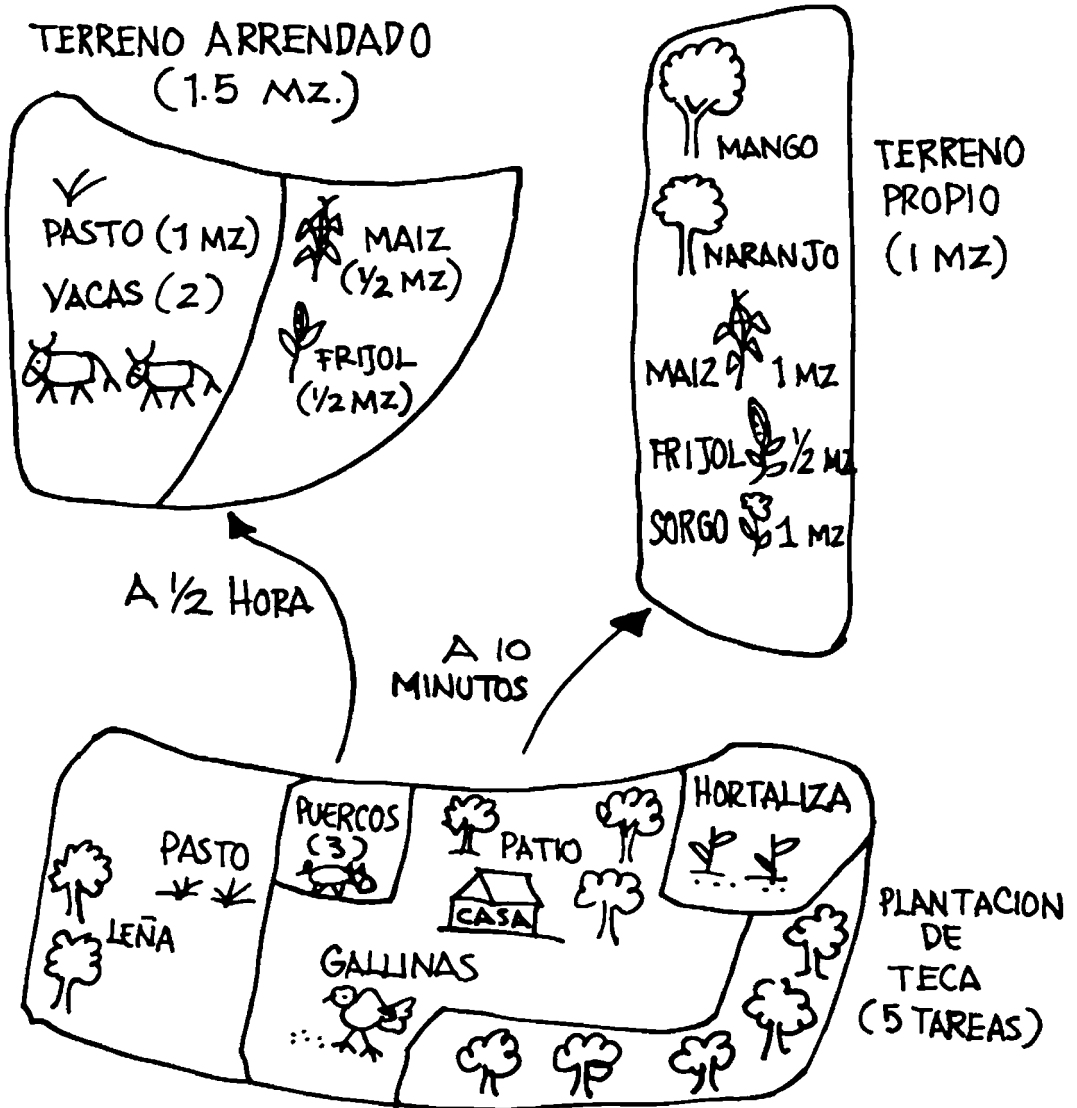 TERRENO ARRENDADO
(1.5 MZ.)
PASTO (1 MZ)
VACAS (2)
MAIZ
(1/2 MZ)
FRIJOL
(1/2 MZ)
MANGO
NARANJO
MAIZ 1 MZ
FRIJOL 1/2 MZ
SORGO 1 MZ
TERRENO
PROPIO
(1 MZ)
A 1/2 HORA
A 10
MINUTOS
PASTO
LEÑA
PUERCOS
(3)
PATIO
CASA
GALLINAS
HORTALIZA
PLANTACION
DE
TECA
(5 TAREAS)